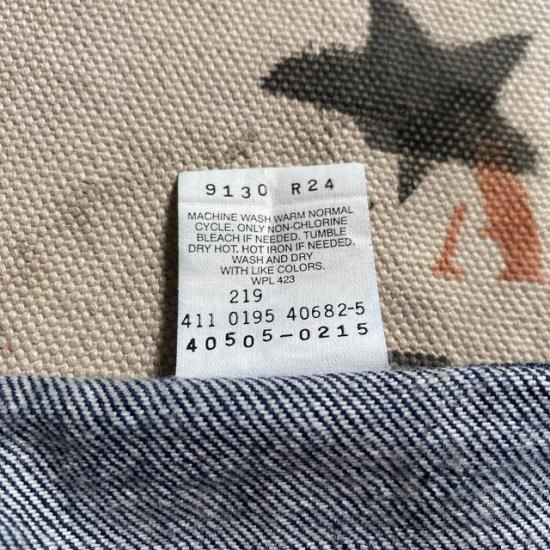 9130 R24
MACHINE WASH WARM NORMAL
CYCLE. ONLY NON-CHLORINE
BLEACH IF NEEDED. TUMBLE
DRY HOT. HOT IRON IF NEEDED.
WASH AND DRY
WITH LIKE COLORS.
WPL 423
219
411 0195 40682-5
40505-0215